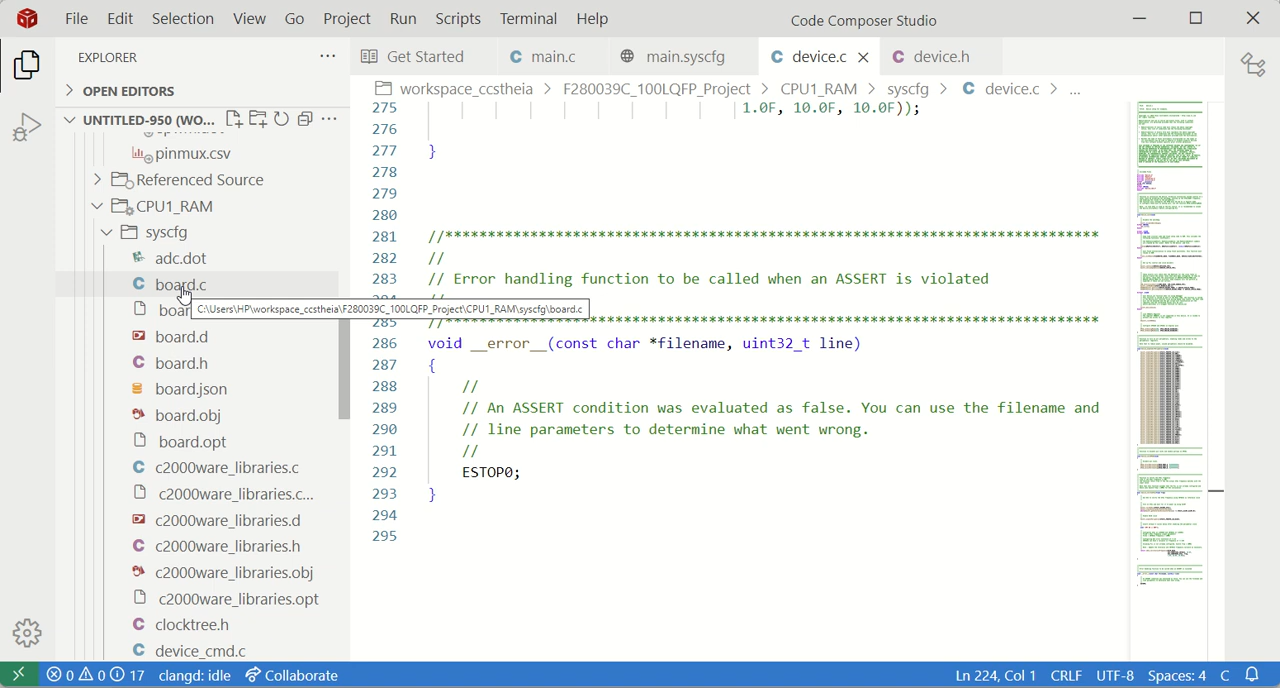 File Edit Selection View Go Project Run Scripts Terminal Help
Code Composer Studio
EXPLORER
Get Started
main.c
main.syscfg
device.c
device.h
OPEN EDITORS
UNTITLED-950 (WO...
workspace_ccstheia > F280039C_100LQFP_Project > CPU1_RAM > syscfg > C device.c > ...
pinmux.csv
Referenced Source
CPU1_RAM
syscfg
adc.dot
board.c
C:\Users\HP\workspace_ccstheia\F280039C_100LQFP_Project\CPU1_RAM\syscfg\board.c
board.d
board.h
board.json
board.obj
board.opt
c2000ware_libraries.c
c2000ware_libraries.c...
c2000ware_libraries.d
c2000ware_libraries.h
c2000ware_libraries.obj
c2000ware_libraries.opt
clocktree.h
device_cmd.c
275 1.0F, 10.0F, 10.0F));
276
277 }
278
279
280
281 //*****************************************************************************
282 //
283 // Error handling function to be called when an ASSERT is violated
284 //
285 //*****************************************************************************
286 void __error__(const char *filename, uint32_t line)
287 {
288 //
289 // An ASSERT condition was evaluated as false. You can use the filename and
290 // line parameters to determine what went wrong.
291 //
292 ESTOP0;
293 }
294
295
0 0 17 clangd: idle Collaborate
Ln 224, Col 1 CRLF UTF-8 Spaces: 4 C